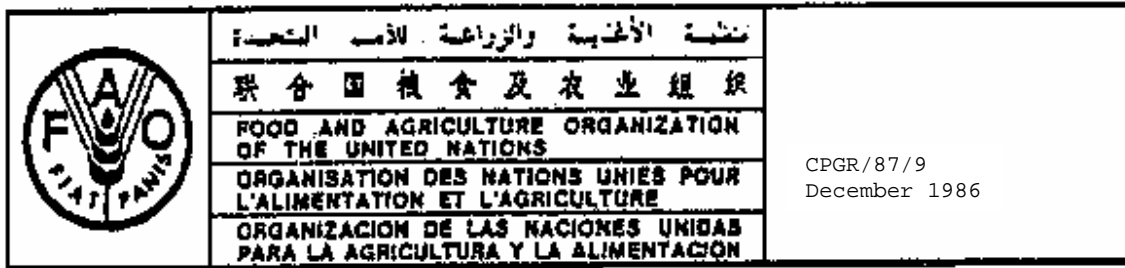 FAO
FIAT PANIS
منظمة الأغذية والزراعة للأمم المتحدة
联合国粮食及农业组织
FOOD AND AGRICULTURE ORGANIZATION
OF THE UNITED NATIONS
ORGANISATION DES NATIONS UNIES POUR
L'ALIMENTATION ET L'AGRICULTURE
ORGANIZACION DE LAS NACIONES UNIDAS
PARA LA AGRICULTURA Y LA ALIMENTACION
CPGR/87/9
December 1986